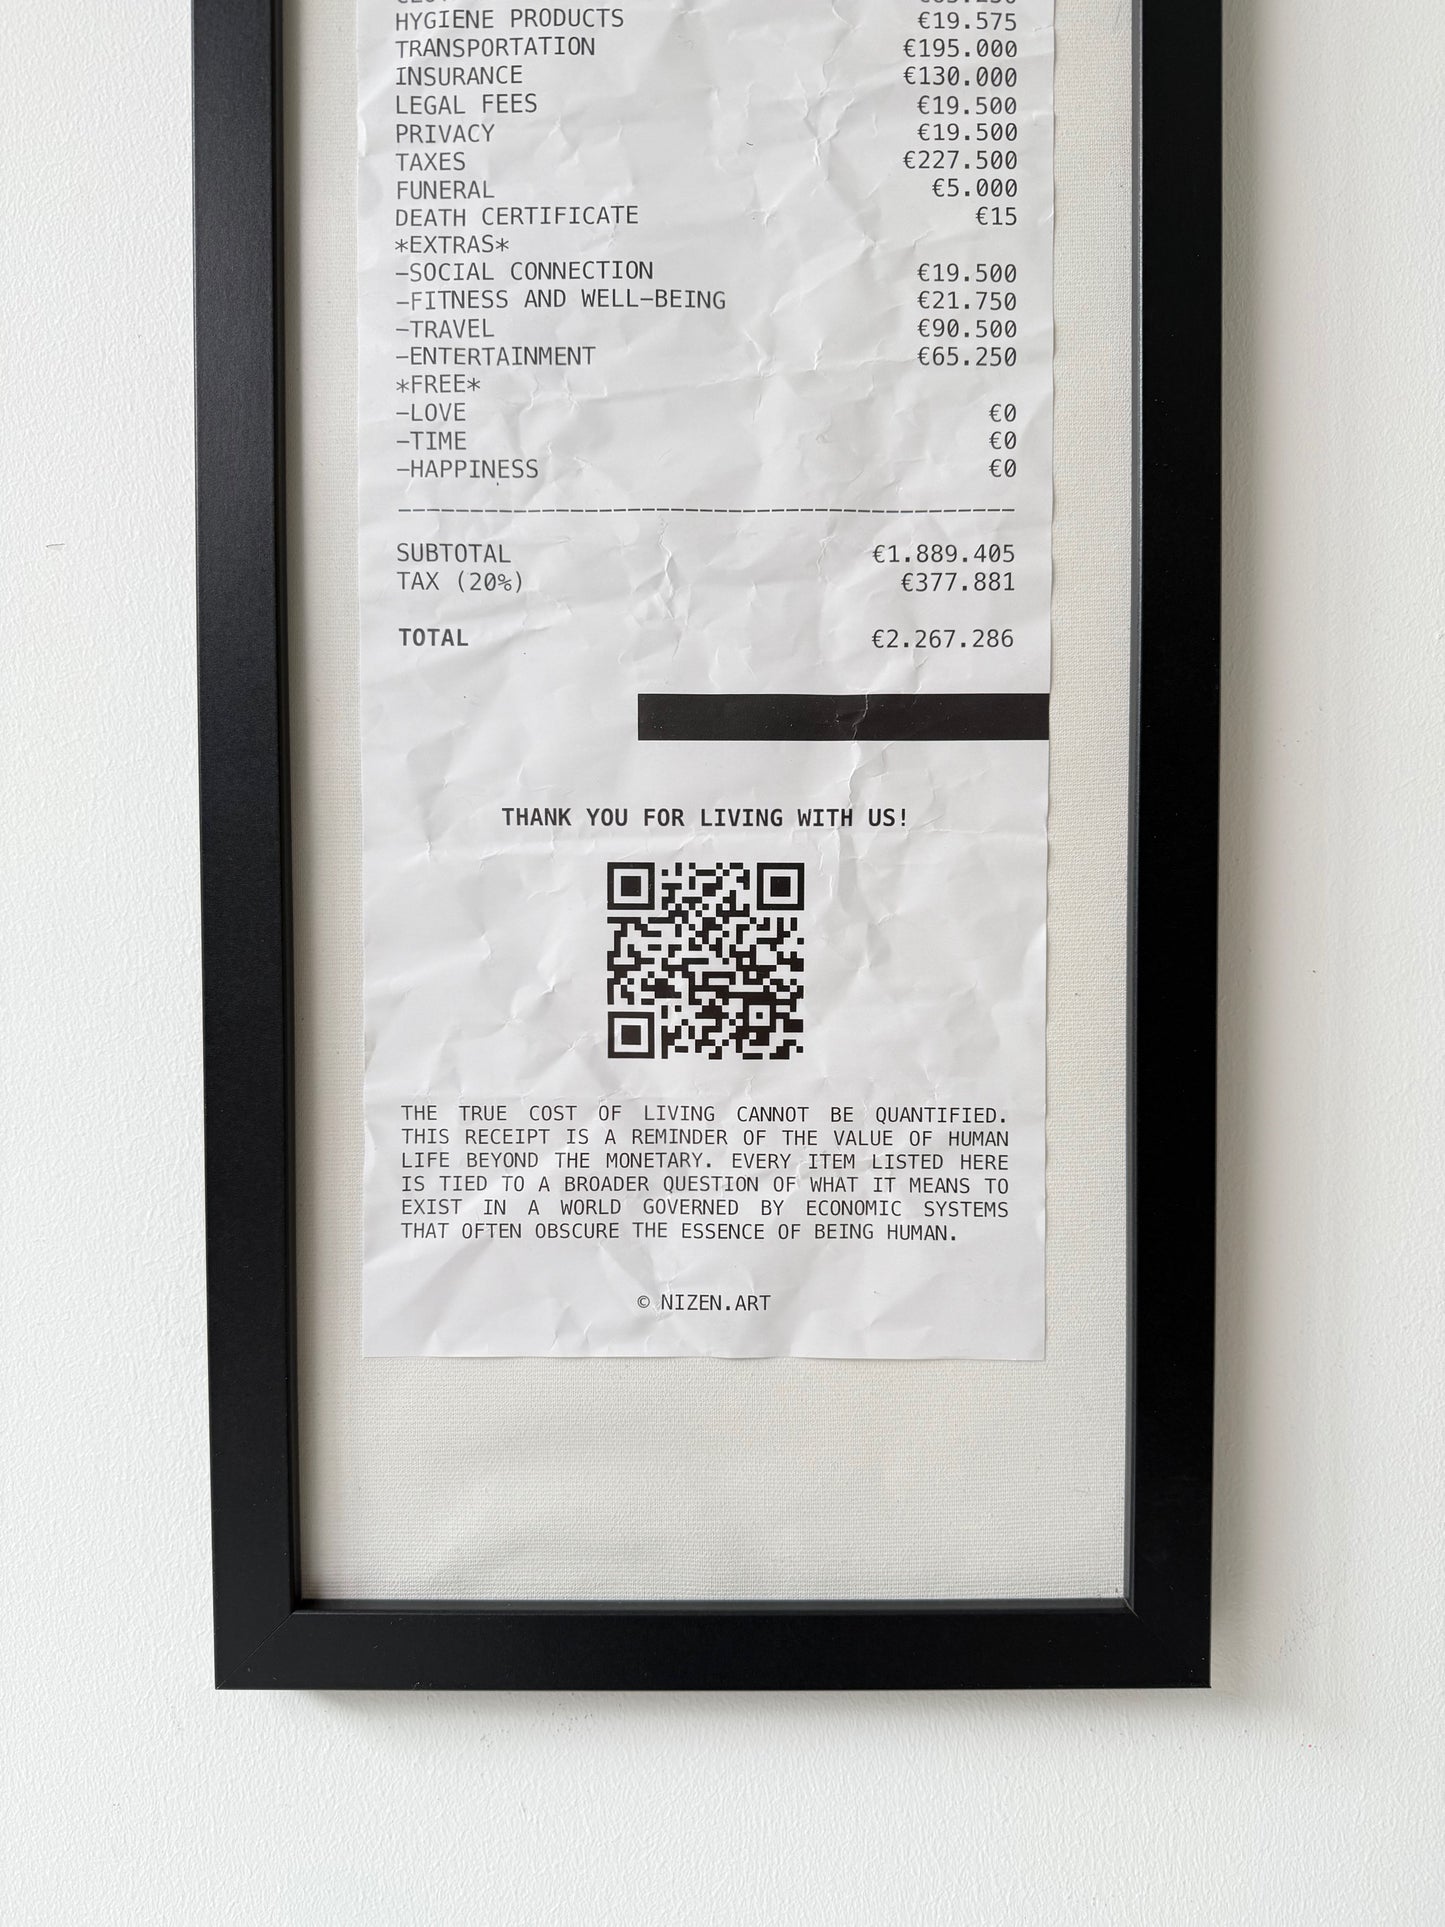 HYGIENE PRODUCTS €19.575
TRANSPORTATION €195.000
INSURANCE €130.000
LEGAL FEES €19.500
PRIVACY €19.500
TAXES €227.500
FUNERAL €5.000
DEATH CERTIFICATE €15
*EXTRAS*
–SOCIAL CONNECTION €19.500
–FITNESS AND WELL–BEING €21.750
–TRAVEL €90.500
–ENTERTAINMENT €65.250
*FREE*
–LOVE €0
–TIME €0
–HAPPINESS €0
SUBTOTAL €1.889.405
TAX (20%) €377.881
TOTAL €2.267.286
THANK YOU FOR LIVING WITH US!
THE TRUE COST OF LIVING CANNOT BE QUANTIFIED.
THIS RECEIPT IS A REMINDER OF THE VALUE OF HUMAN
LIFE BEYOND THE MONETARY. EVERY ITEM LISTED HERE
IS TIED TO A BROADER QUESTION OF WHAT IT MEANS TO
EXIST IN A WORLD GOVERNED BY ECONOMIC SYSTEMS
THAT OFTEN OBSCURE THE ESSENCE OF BEING HUMAN.
© NIZEN.ART